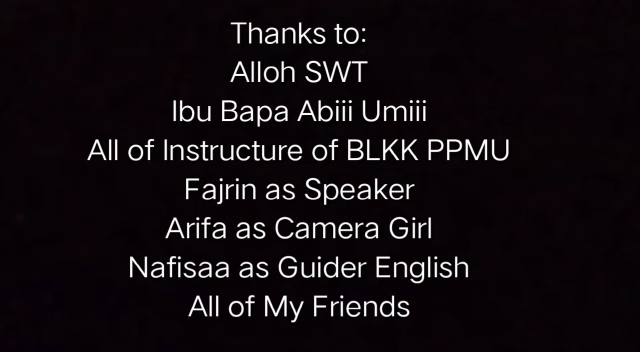 Thanks to:
Alloh SWT
Ibu Bapa Abiii Umiii
All of Instructure of BLKK PPMU
Fajrin as Speaker
Arifa as Camera Girl
Nafisaa as Guider English
All of My Friends